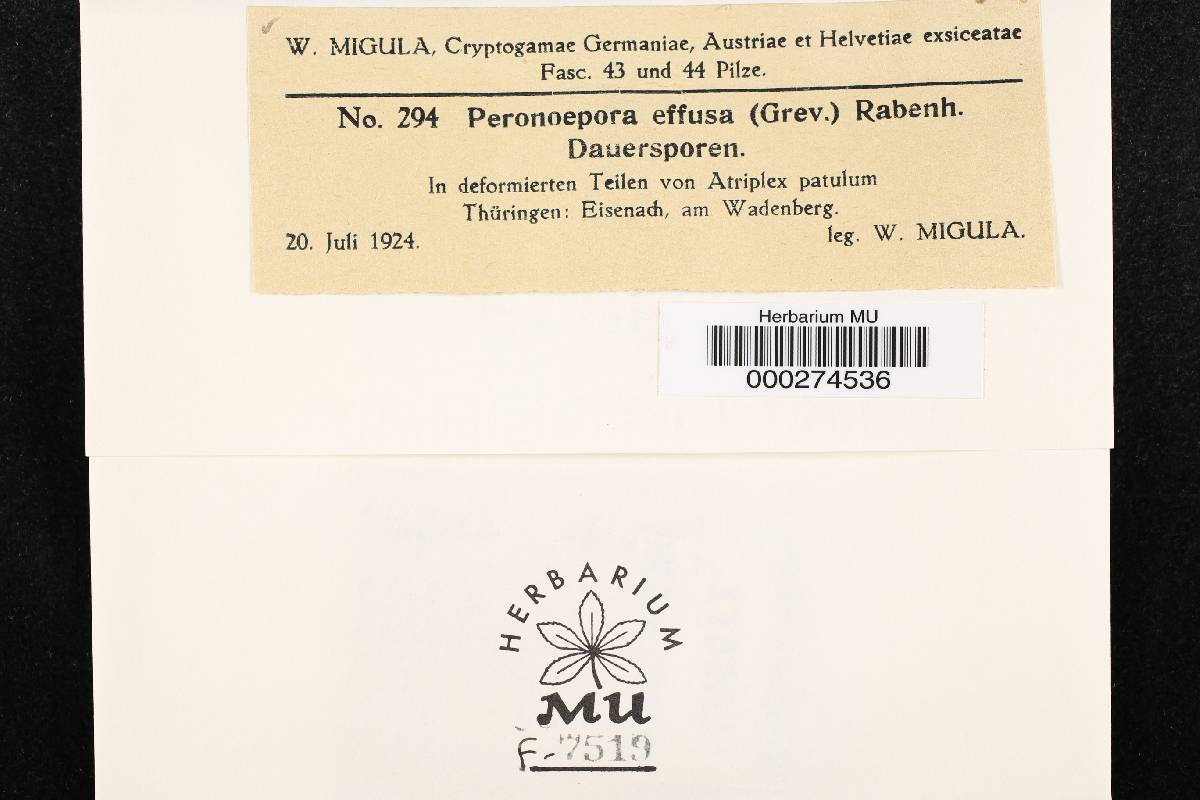 W. MIGULA, Cryptogamae Germaniae, Austriae et Helvetiae exsiceatae
Fasc. 43 und 44 Pilze.
No. 294 Peronoepora effusa (Grev.) Rabenh.
Dauersporen.
In deformierten Teilen von Atriplex patulum
Thüringen: Eisenach, am Wadenberg.
20. Juli 1924. leg. W. MIGULA.
Herbarium MU
000274536
HERBARIUM
MU
F-7519